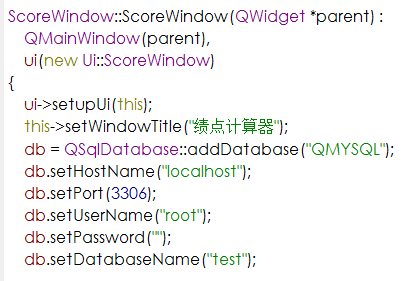 ScoreWindow::ScoreWindow(QWidget *parent) :
QMainWindow(parent),
ui(new Ui::ScoreWindow)
{
ui->setupUi(this);
this->setWindowTitle("绩点计算器");
db = QSqlDatabase::addDatabase("QMYSQL");
db.setHostName("localhost");
db.setPort(3306);
db.setUserName("root");
db.setPassword("");
db.setDatabaseName("test");